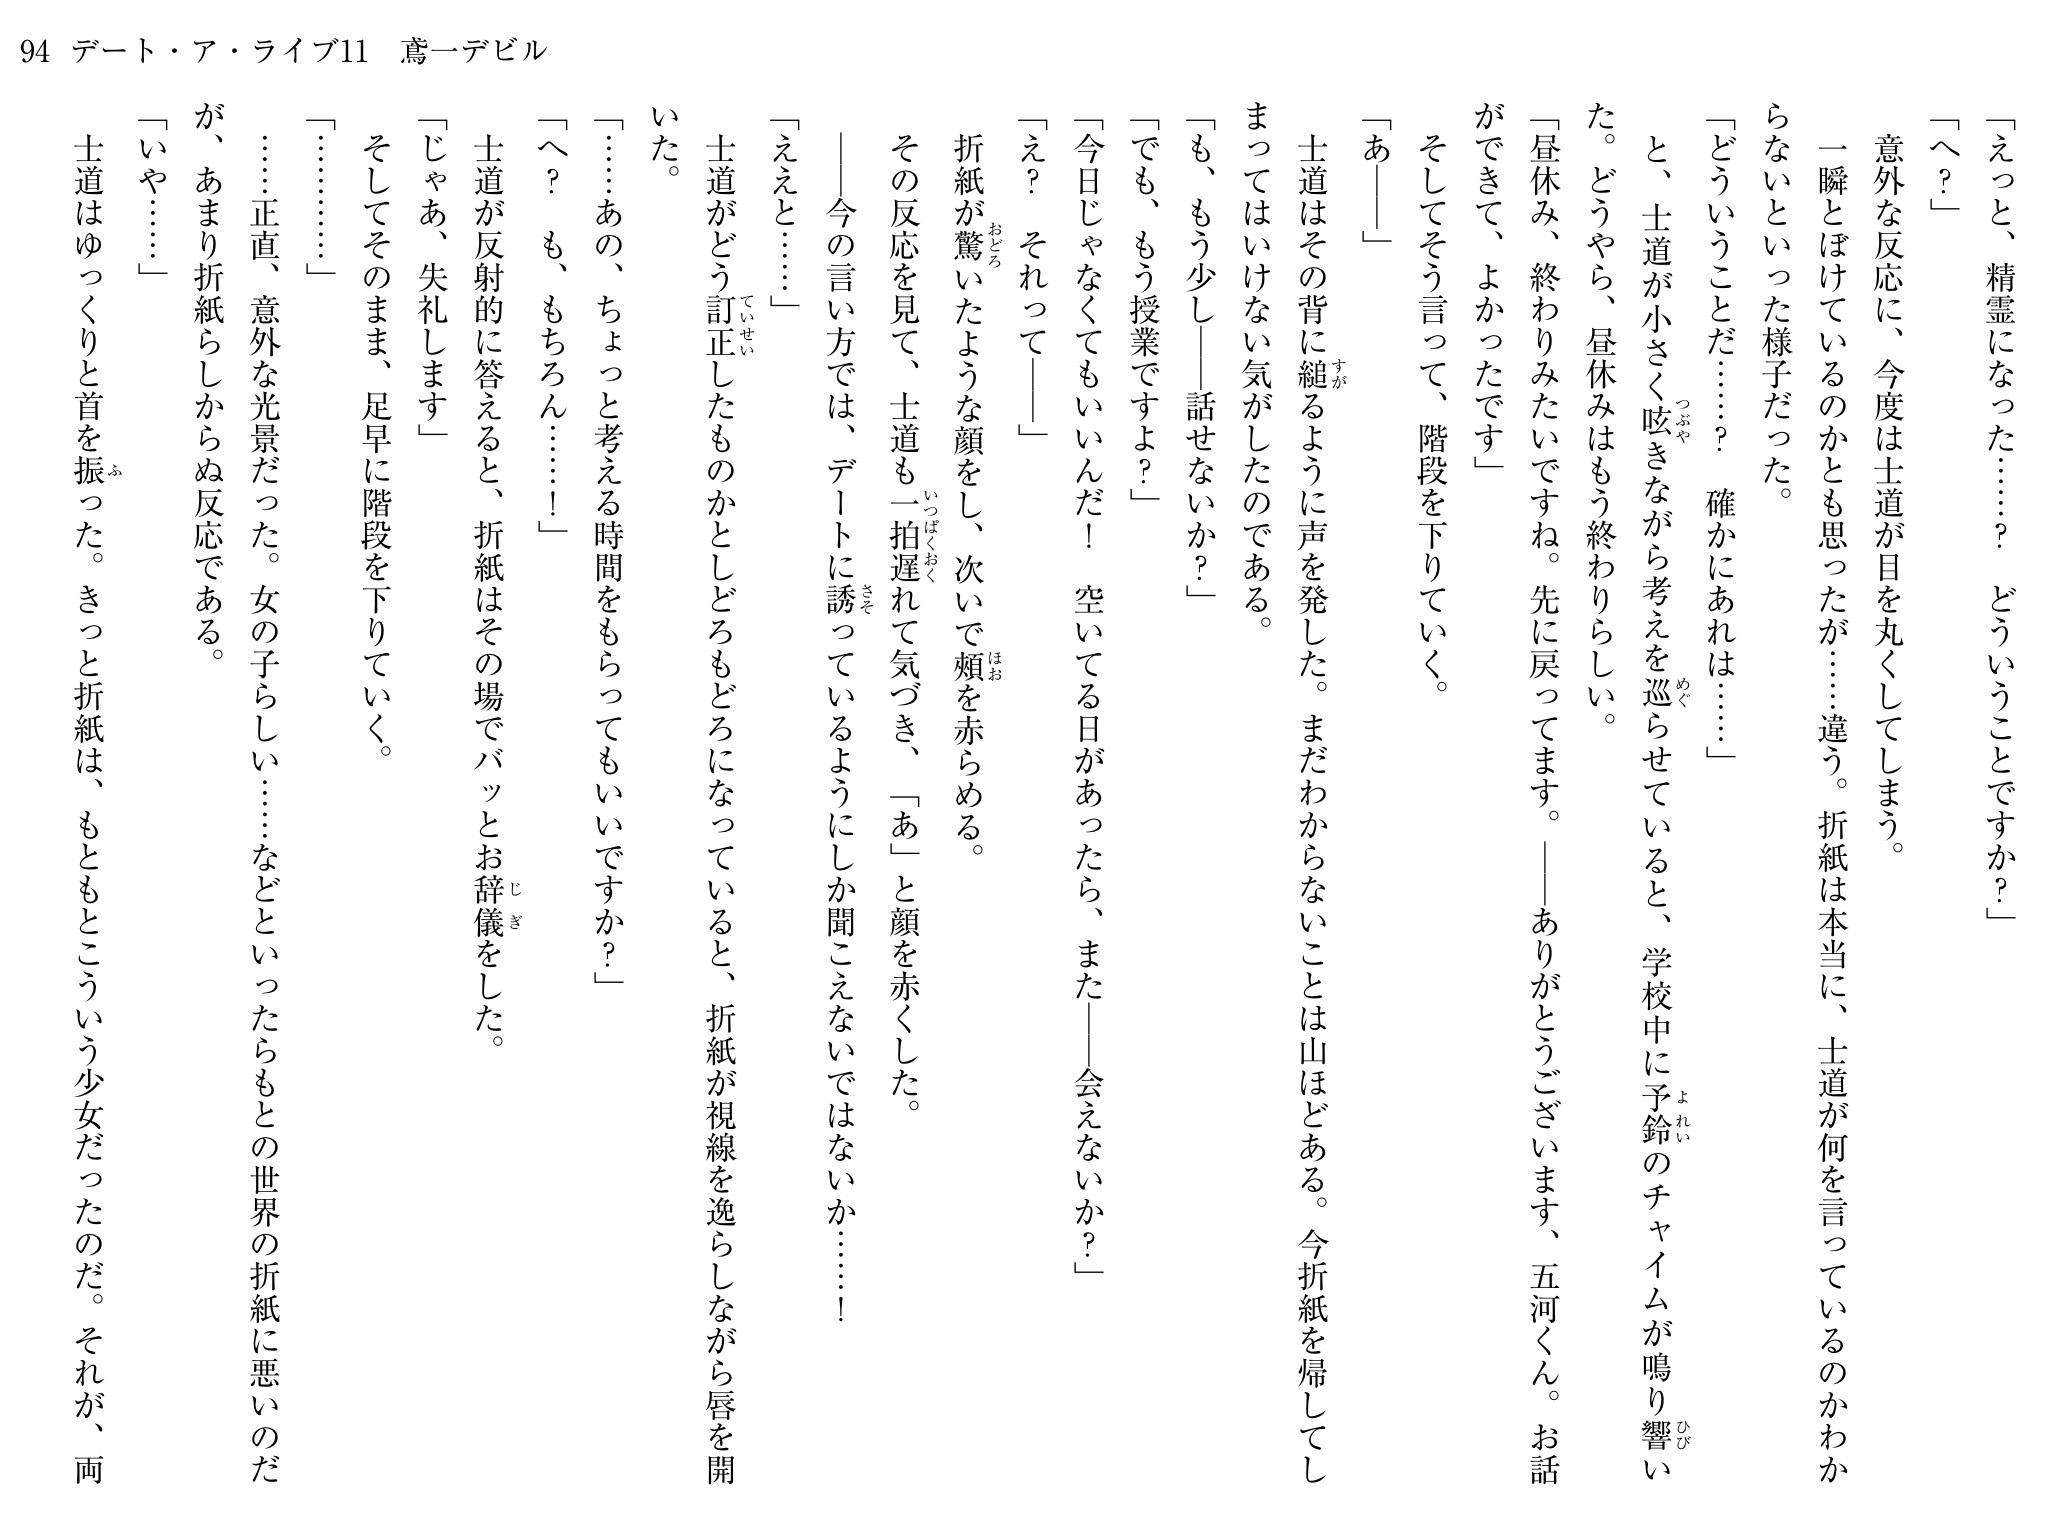 94 デート・ア・ライブ11　鳶一デビル
「えっと、精霊になった……?　どういうことですか?」
「へ?」
　意外な反応に、今度は士道が目を丸くしてしまう。
　一瞬とぼけているのかとも思ったが……違う。折紙は本当に、士道が何を言っているのかわか
らないといった様子だった。
「どういうことだ……?　確かにあれは……」
　と、士道が小さく呟きながら考えを巡らせていると、学校中に予鈴のチャイムが鳴り響い
た。どうやら、昼休みはもう終わりらしい。
「昼休み、終わりみたいですね。先に戻ってます。――ありがとうございます、五河くん。お話
ができて、よかったです」
　そしてそう言って、階段を下りていく。
「あ――」
　士道はその背に縋るように声を発した。まだわからないことは山ほどある。今折紙を帰してし
まってはいけない気がしたのである。
「も、もう少し――話せないか?」
「でも、もう授業ですよ?」
「今日じゃなくてもいいんだ!　空いてる日があったら、また――会えないか?」
「え?　それって――」
　折紙が驚いたような顔をし、次いで頰を赤らめる。
　その反応を見て、士道も一拍遅れて気づき、「あ」と顔を赤くした。
　――今の言い方では、デートに誘っているようにしか聞こえないではないか……!
「ええと……」
　士道がどう訂正したものかとしどろもどろになっていると、折紙が視線を逸らしながら唇を開
いた。
「……あの、ちょっと考える時間をもらってもいいですか?」
「へ?　も、もちろん……!」
　士道が反射的に答えると、折紙はその場でバッとお辞儀をした。
「じゃあ、失礼します」
　そしてそのまま、足早に階段を下りていく。
「…………」
　……正直、意外な光景だった。女の子らしい……などといったらもとの世界の折紙に悪いのだ
が、あまり折紙らしからぬ反応である。
「いや……」
　士道はゆっくりと首を振った。きっと折紙は、もともとこういう少女だったのだ。それが、両